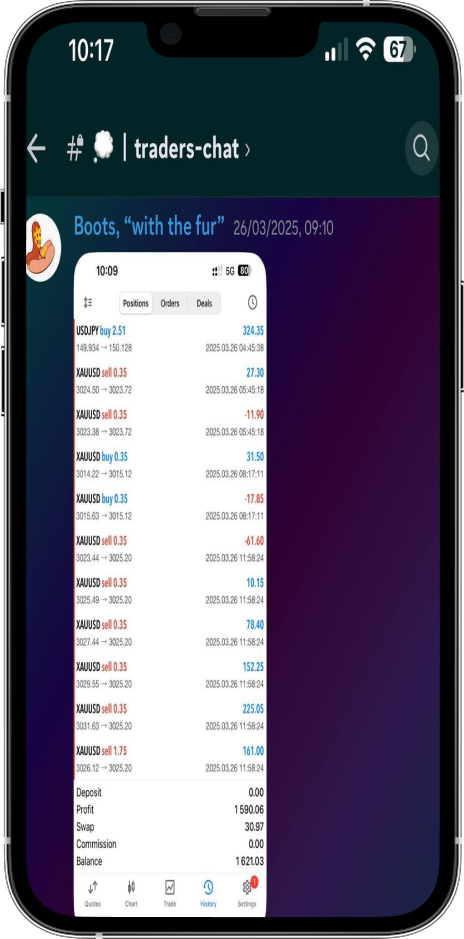 10:17
67
# | traders-chat ›
Boots, “with the fur” 26/03/2025, 09:10
10:09 5G 80
Positions Orders Deals
USDJPY buy 2.51 324.35
149.934 → 150.128 2025.03.26 04:45:38
XAUUSD sell 0.35 27.30
3024.50 → 3023.72 2025.03.26 05:45:18
XAUUSD sell 0.35 -11.90
3023.38 → 3023.72 2025.03.26 05:45:18
XAUUSD buy 0.35 31.50
3014.22 → 3015.12 2025.03.26 08:17:11
XAUUSD buy 0.35 -17.85
3015.63 → 3015.12 2025.03.26 08:17:11
XAUUSD sell 0.35 -61.60
3023.44 → 3025.20 2025.03.26 11:58:24
XAUUSD sell 0.35 10.15
3025.49 → 3025.20 2025.03.26 11:58:24
XAUUSD sell 0.35 78.40
3027.44 → 3025.20 2025.03.26 11:58:24
XAUUSD sell 0.35 152.25
3029.55 → 3025.20 2025.03.26 11:58:24
XAUUSD sell 0.35 225.05
3031.63 → 3025.20 2025.03.26 11:58:24
XAUUSD sell 1.75 161.00
3026.12 → 3025.20 2025.03.26 11:58:24
Deposit 0.00
Profit 1 590.06
Swap 30.97
Commission 0.00
Balance 1 621.03
1
Quotes Chart Trade History Settings